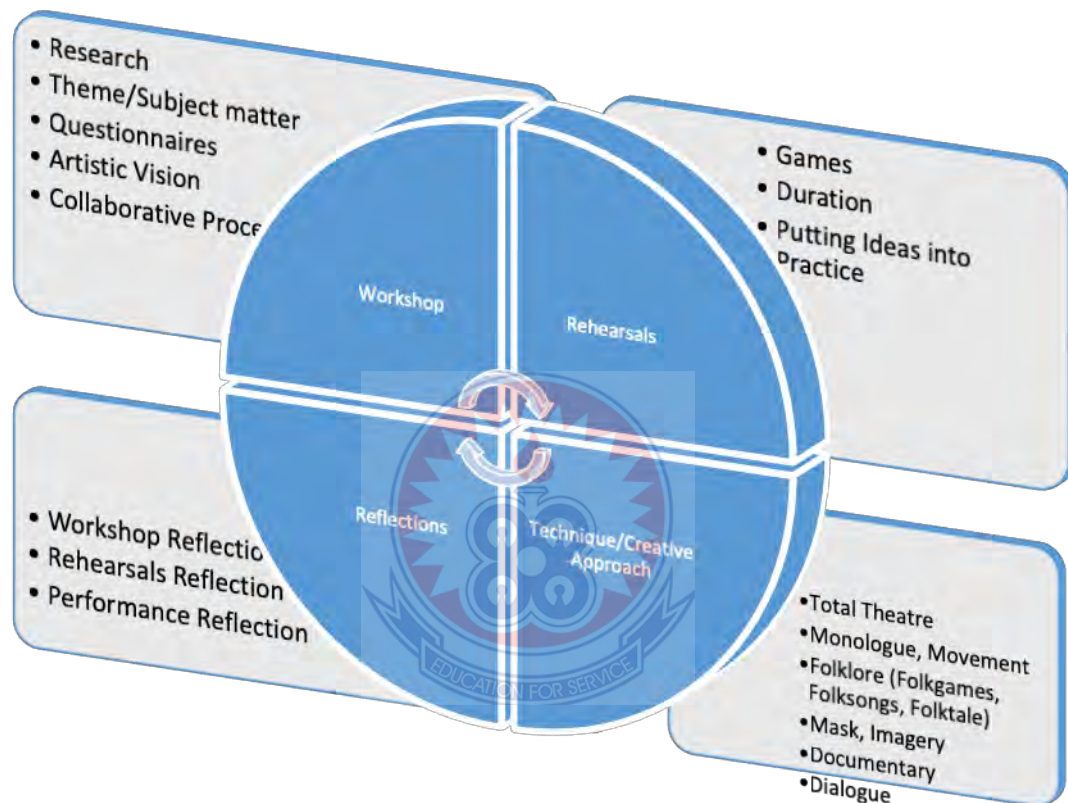 • Research
• Theme/Subject matter
• Questionnaires
• Artistic Vision
• Collaborative Proce
• Games
• Duration
• Putting Ideas into
Practice
Workshop
Rehearsals
Reflections
Technique/Creative
Approach
• Workshop Reflectio
• Rehearsals Reflection
• Performance Reflection
•Total Theatre
•Monologue, Movement
•Folklore (Folkgames,
Folksongs, Folktale)
•Mask, Imagery
•Documentary
•Dialogue
EDUCATION FOR SERVICE